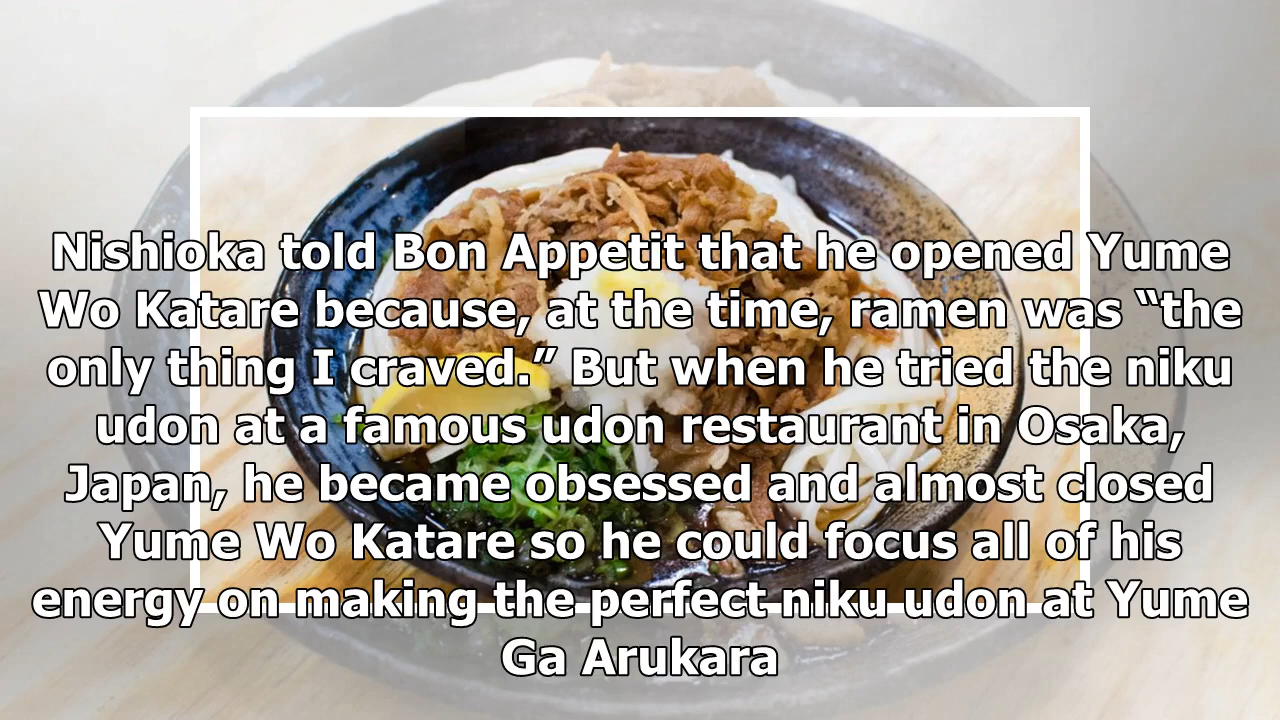 Nishioka told Bon Appetit that he opened Yume
Wo Katare because, at the time, ramen was “the
only thing I craved.” But when he tried the niku
udon at a famous udon restaurant in Osaka,
Japan, he became obsessed and almost closed
Yume Wo Katare so he could focus all of his
energy on making the perfect niku udon at Yume
Ga Arukara